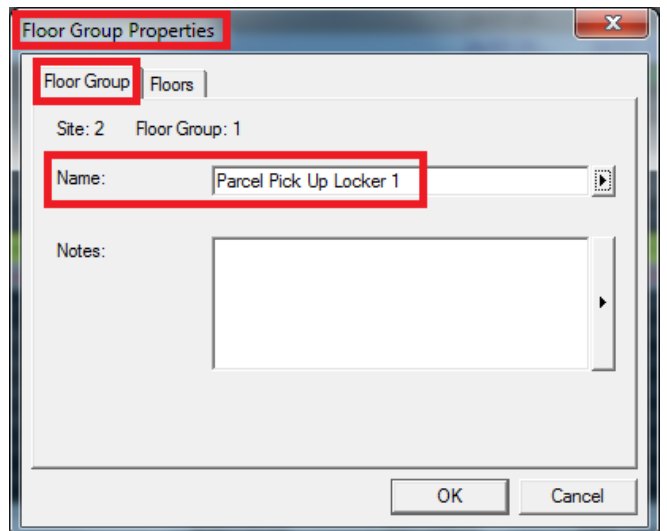 Floor Group Properties
Floor Group Floors
Site: 2 Floor Group: 1
Name: Parcel Pick Up Locker 1
Notes:
OK Cancel